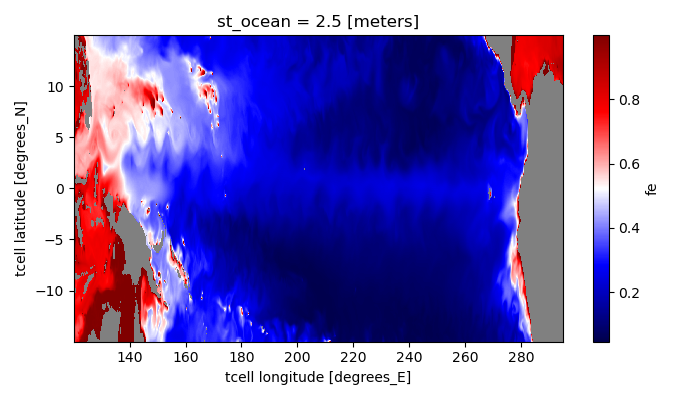 st_ocean = 2.5 [meters]
10
5
0
−5
−10
tcell latitude [degrees_N]
140 160 180 200 220 240 260 280
tcell longitude [degrees_E]
0.8
0.6
0.4
0.2
fe